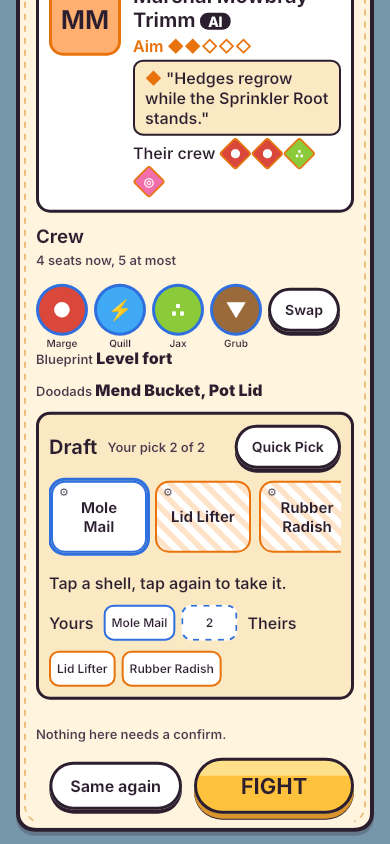 MM
Marshal Mowbray
Trimm AI
Aim
"Hedges regrow
while the Sprinkler Root
stands."
Their crew
Crew
4 seats now, 5 at most
Marge
Quill
Jax
Grub
Swap
Blueprint Level fort
Doodads Mend Bucket, Pot Lid
Draft Your pick 2 of 2
Quick Pick
Mole
Mail
Lid Lifter
Rubber
Radish
Tap a shell, tap again to take it.
Yours Mole Mail 2 Theirs
Lid Lifter Rubber Radish
Nothing here needs a confirm.
Same again
FIGHT